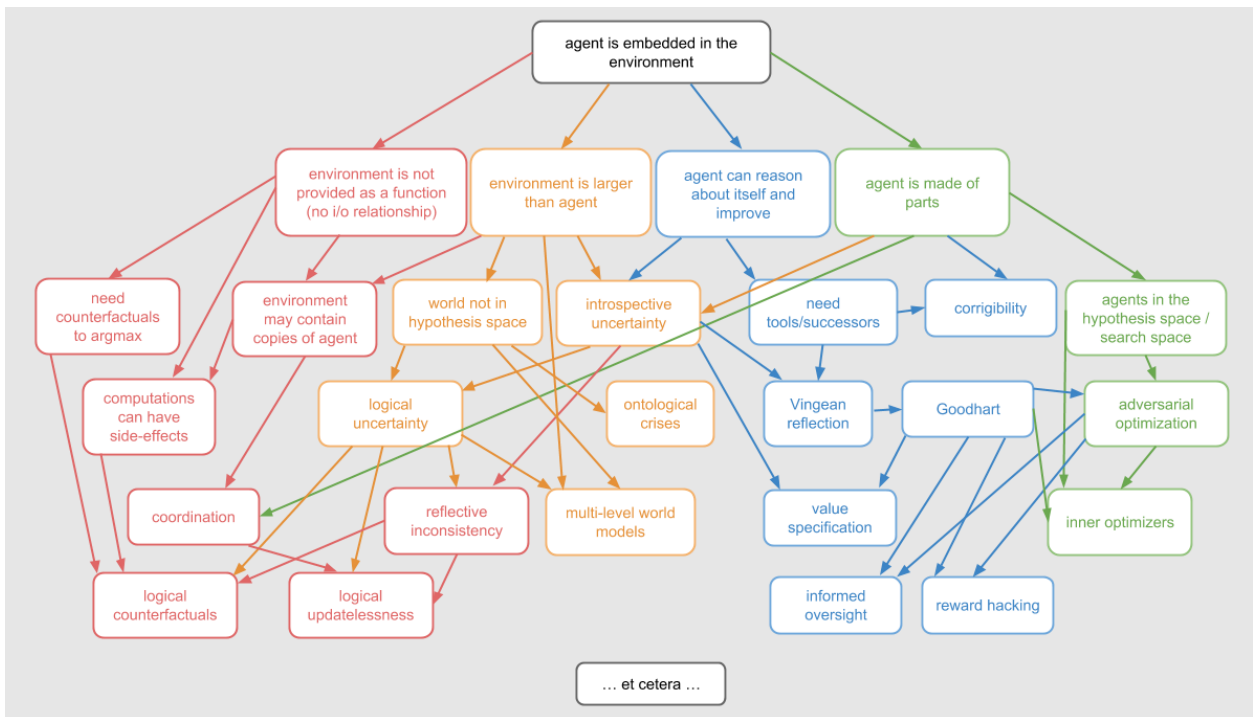 agent is embedded in the
environment
environment is not
provided as a function
(no i/o relationship)
environment is larger
than agent
agent can reason
about itself and
improve
agent is made of
parts
need
counterfactuals
to argmax
environment
may contain
copies of agent
world not in
hypothesis space
introspective
uncertainty
need
tools/successors
corrigibility
agents in the
hypothesis space /
search space
computations
can have
side-effects
logical
uncertainty
ontological
crises
Vingean
reflection
Goodhart
adversarial
optimization
coordination
reflective
inconsistency
multi-level world
models
value
specification
inner optimizers
logical
counterfactuals
logical
updatelessness
informed
oversight
reward hacking
... et cetera ...